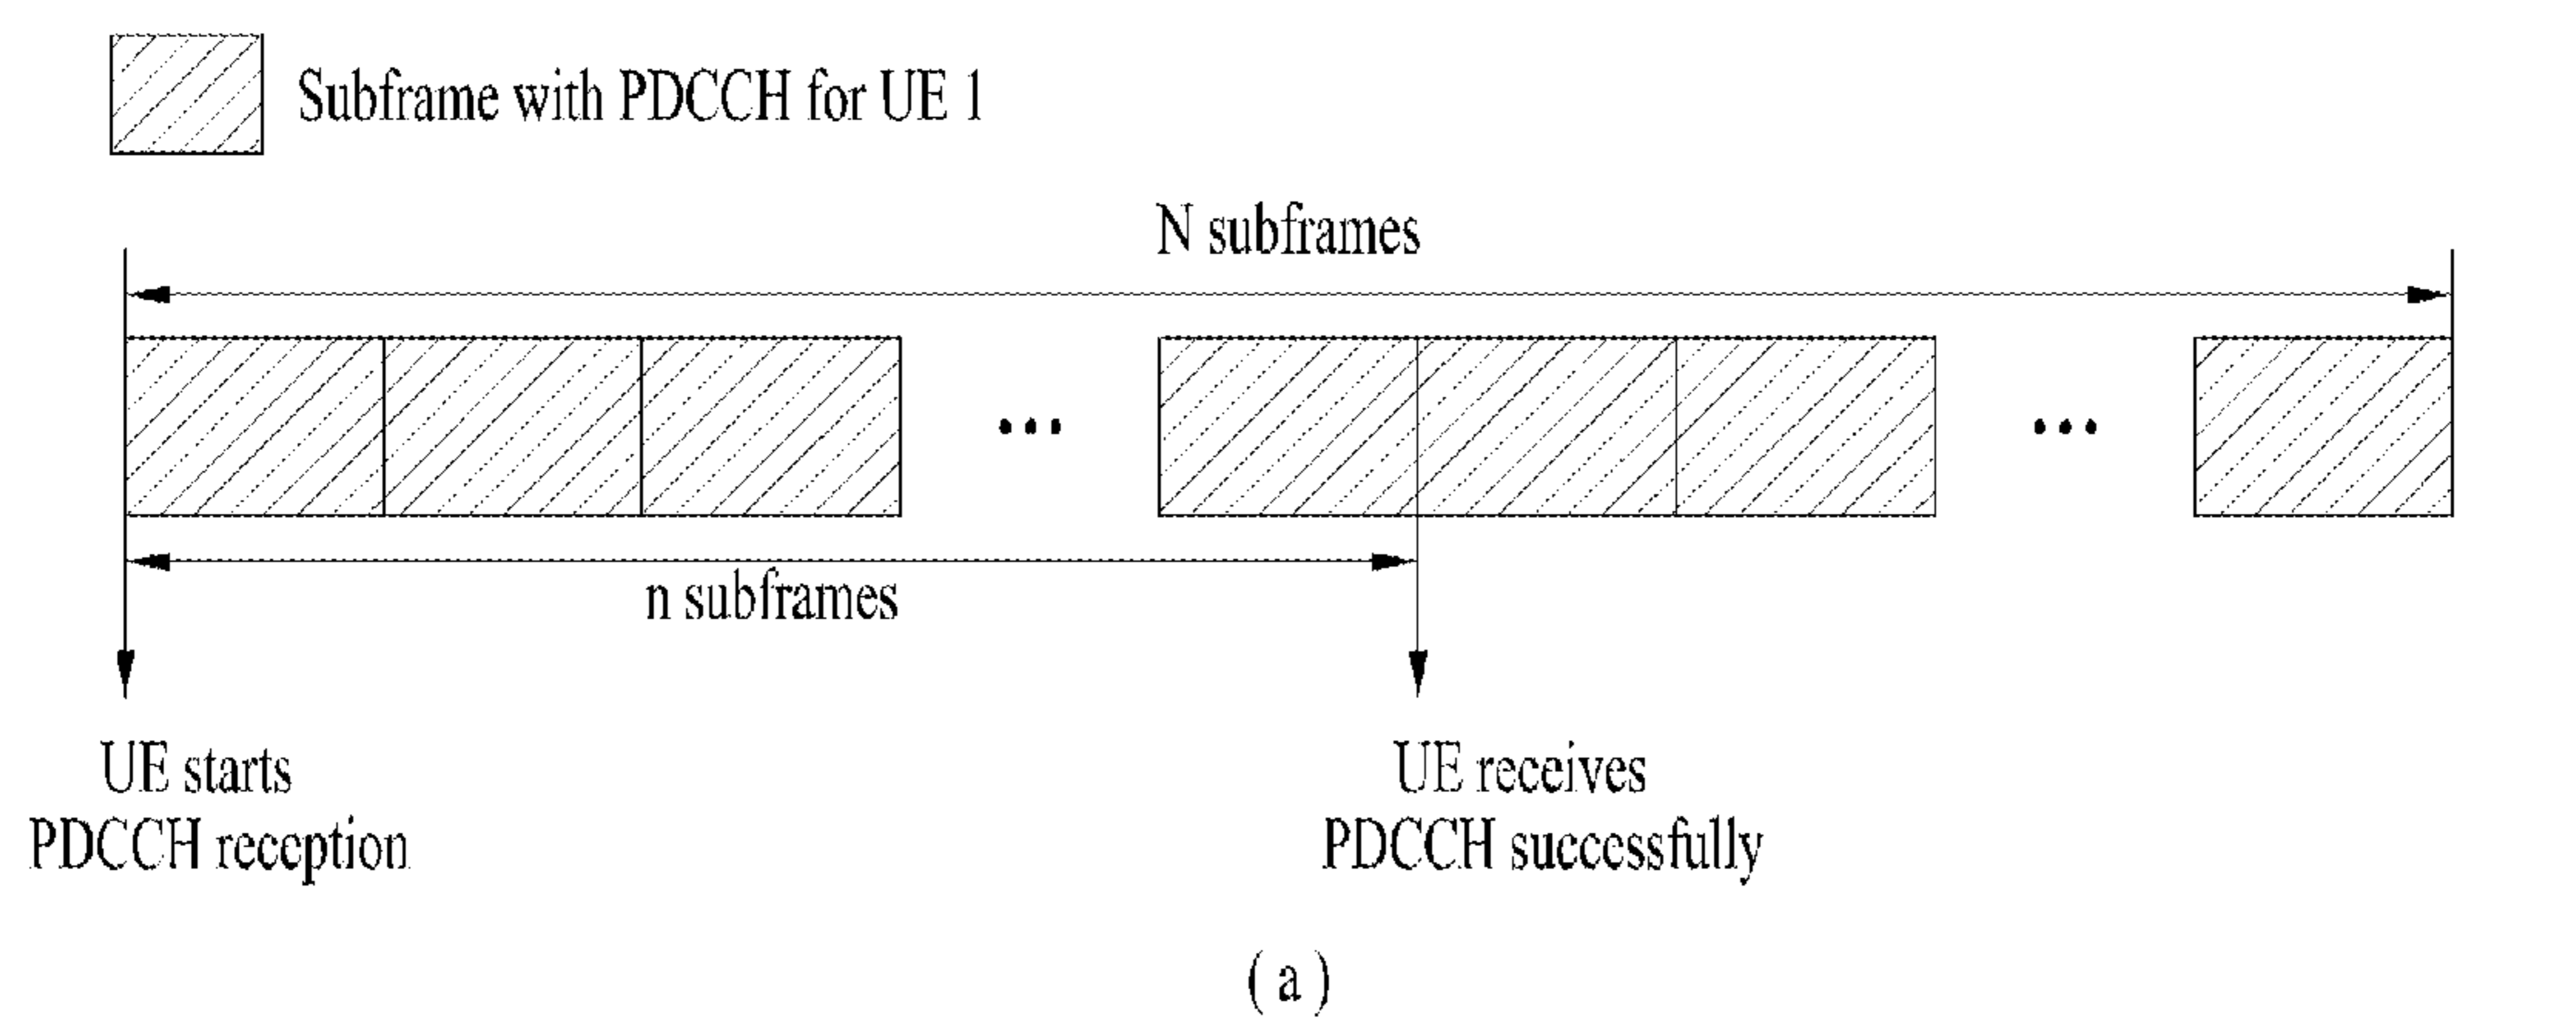 Subframe with PDCCH for UE 1
N subframes
...
...
n subframes
UE starts
PDCCH reception
UE receives
PDCCH successfully
( a )